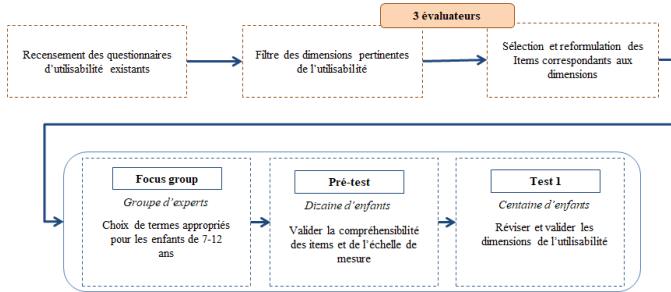 3 évaluateurs
Recensement des questionnaires
d'utilisabilité existants
Filtre des dimensions pertinentes
de l'utilisabilité
Sélection et reformulation des
Items correspondants aux
dimensions
Focus group
Groupe d'experts
Choix de termes appropriés
pour les enfants de 7-12
ans
Pré-test
Dizaine d'enfants
Valider la compréhensibilité
des items et de l'échelle de
mesure
Test 1
Centaine d'enfants
Réviser et valider les
dimensions de l'utilisabilité